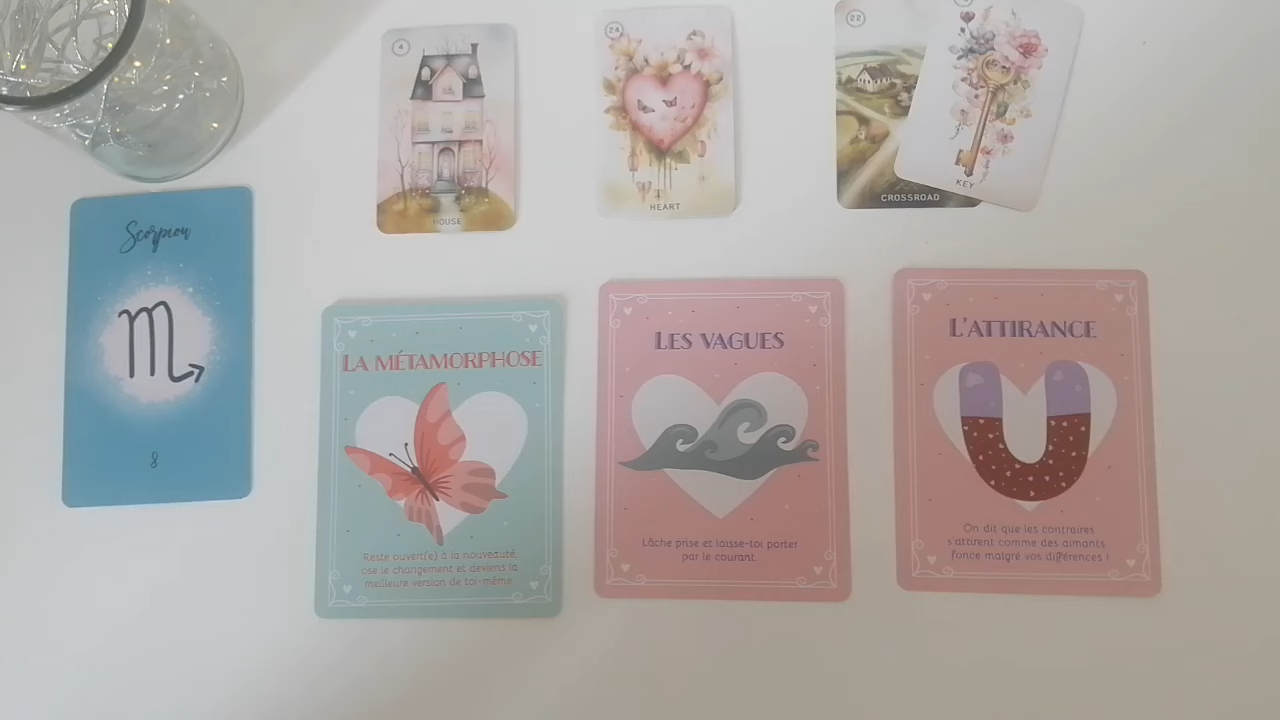 4
HOUSE
24
HEART
22
CROSSROAD
KEY
Scorpion
8
LA MÉTAMORPHOSE
Reste ouvert(e) à la nouveauté,
ose le changement et deviens la
meilleure version de toi-même.
LES VAGUES
Lâche prise et laisse-toi porter
par le courant.
L'ATTIRANCE
On dit que les contraires
s'attirent comme des aimants
fonce malgré vos différences !